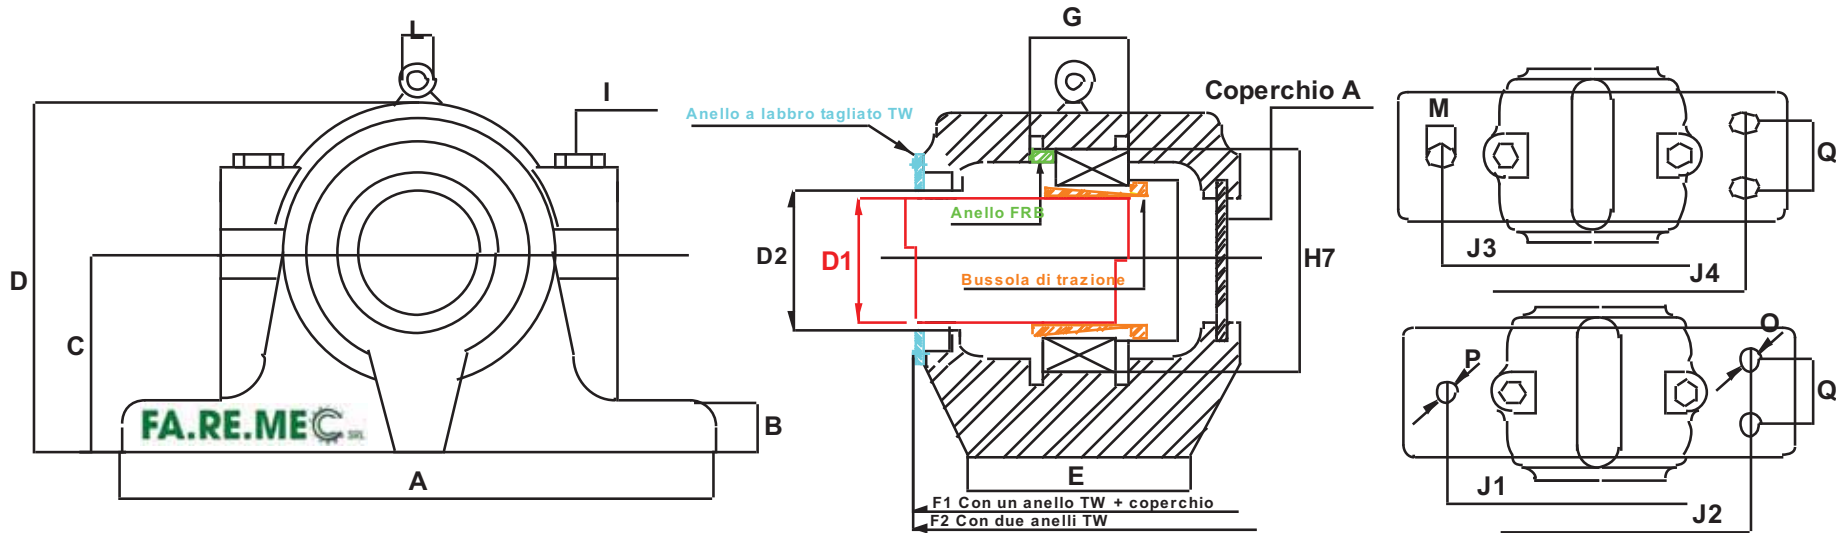 L
I
D
C
B
A
FA.RE.MEC SRL
G
Coperchio A
Anello a labbro tagliato TW
Anello FRB
D2
D1
H7
Bussola di trazione
E
F1 Con un anello TW + coperchio
F2 Con due anelli TW
M
Q
J3
J4
O
P
Q
J1
J2